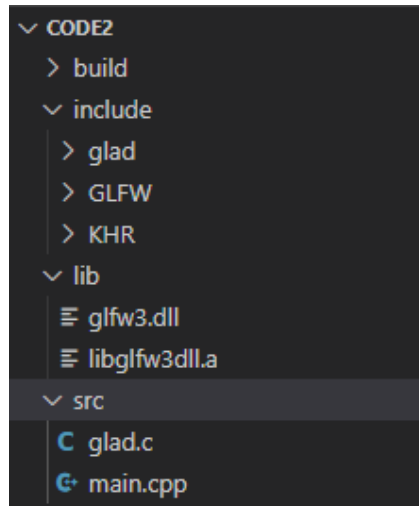 CODE2
build
include
glad
GLFW
KHR
lib
glfw3.dll
libglfw3dll.a
src
C glad.c
C++ main.cpp